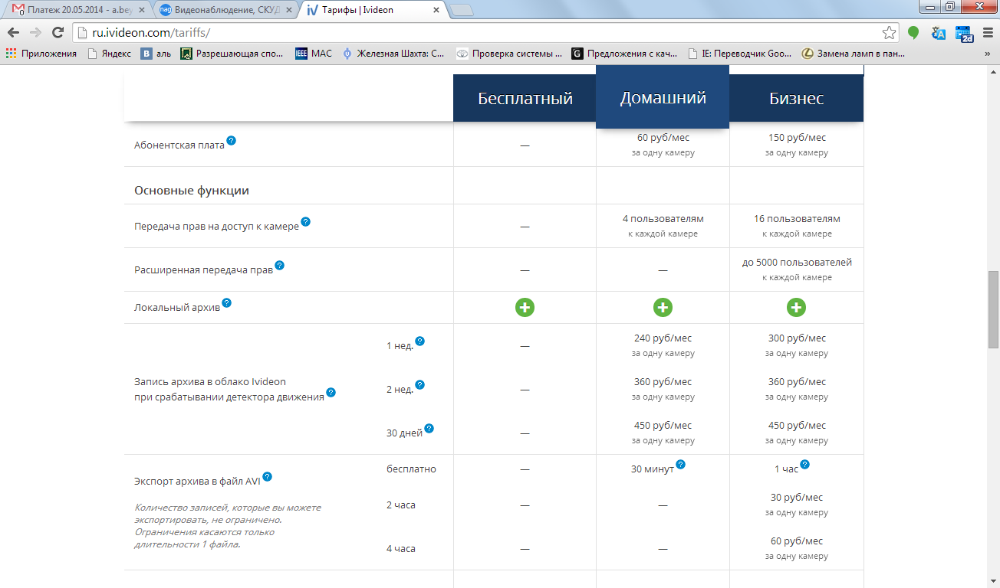 Платеж 20.05.2014 - a.bey
Видеонаблюдение, СКУД
Тарифы | Ivideon
ru.ivideon.com/tariffs/
Приложения
Яндекс
аль
Разрешающая спо...
МАС
Железная Шахта: С...
Проверка системы ...
Предложения с кач...
IE: Переводчик Goo...
Замена ламп в пан...
»
Бесплатный Домашний Бизнес
Абонентская плата ? — 60 руб/мес 150 руб/мес
за одну камеру за одну камеру
Основные функции
Передача прав на доступ к камере ? — 4 пользователям 16 пользователям
к каждой камере к каждой камере
Расширенная передача прав ? — — до 5000 пользователей
к каждой камере
Локальный архив ? + + +
1 нед. ? — 240 руб/мес 300 руб/мес
за одну камеру за одну камеру
Запись архива в облако Ivideon
при срабатывании детектора движения ?
2 нед. ? — 360 руб/мес 360 руб/мес
за одну камеру за одну камеру
30 дней ? — 450 руб/мес 450 руб/мес
за одну камеру за одну камеру
Экспорт архива в файл AVI ?
бесплатно — 30 минут ? 1 час ?
Количество записей, которые вы можете
экспортировать, не ограничено.
Ограничения касаются только
длительности 1 файла.
2 часа — — 30 руб/мес
за одну камеру
4 часа — — 60 руб/мес
за одну камеру